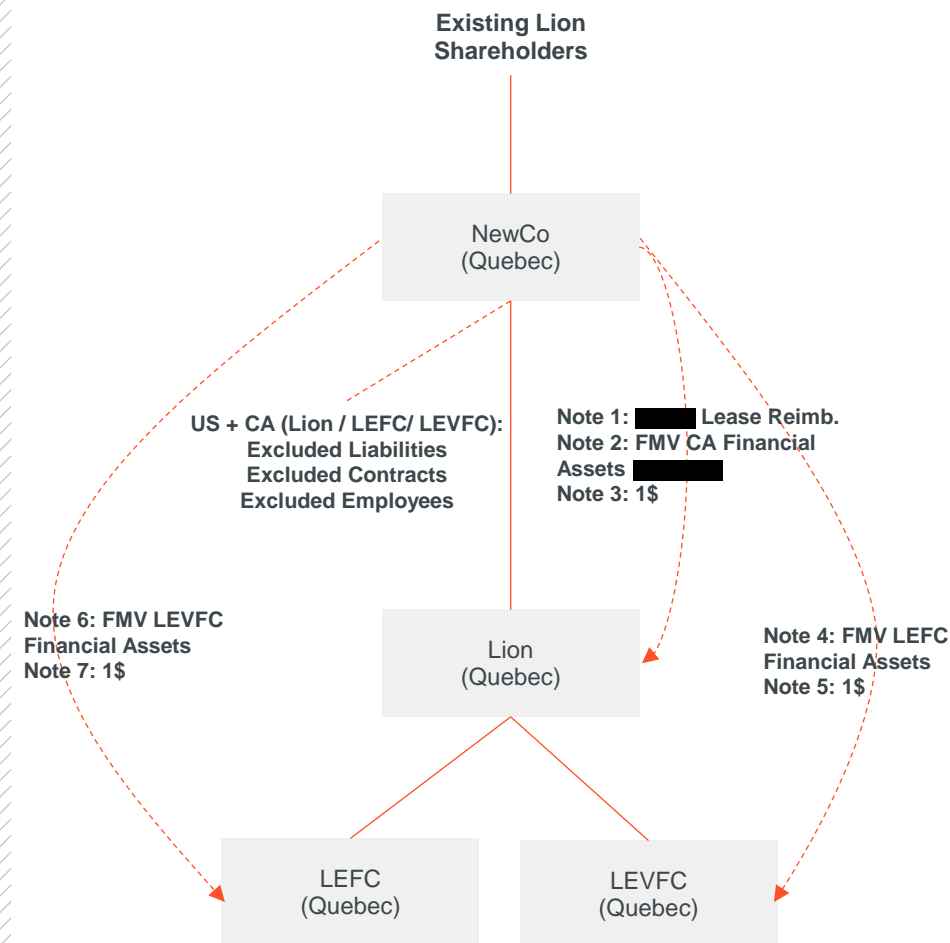 Existing Lion
Shareholders
NewCo
(Quebec)
US + CA (Lion / LEFC/ LEVFC):
Excluded Liabilities
Excluded Contracts
Excluded Employees
Note 1: Lease Reimb.
Note 2: FMV CA Financial
Assets
Note 3: 1$
Note 6: FMV LEVFC
Financial Assets
Note 7: 1$
Lion
(Quebec)
Note 4: FMV LEFC
Financial Assets
Note 5: 1$
LEFC
(Quebec)
LEVFC
(Quebec)